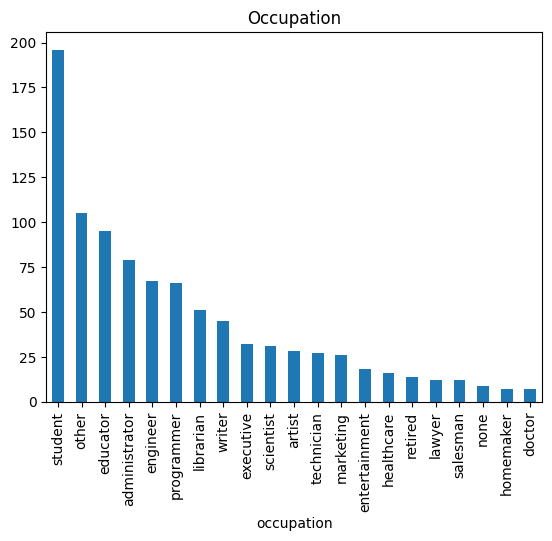 Occupation
200
175
150
125
100
75
50
25
0
student
other
educator
administrator
engineer
programmer
librarian
writer
executive
scientist
artist
technician
marketing
entertainment
healthcare
retired
lawyer
salesman
none
homemaker
doctor
occupation